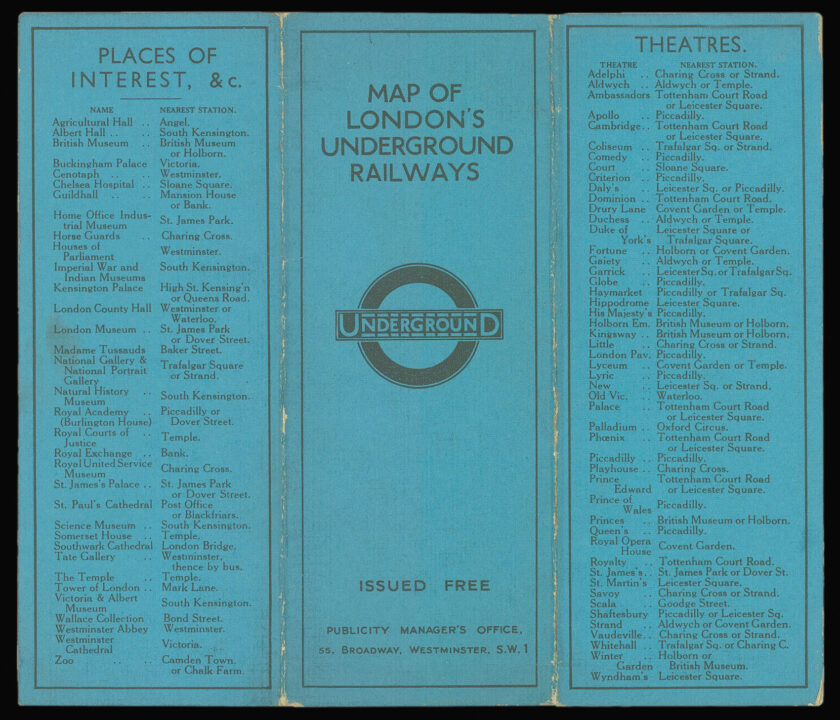 PLACES OF
INTEREST, &c.
NAME NEAREST STATION.
Agricultural Hall .. Angel.
Albert Hall .. .. South Kensington.
British Museum .. British Museum
or Holborn.
Buckingham Palace Victoria.
Cenotaph .. .. Westminster.
Chelsea Hospital .. Sloane Square.
Guildhall .. .. Mansion House
or Bank.
Home Office Indus-
trial Museum St. James Park.
Horse Guards .. Charing Cross.
Houses of
Parliament Westminster.
Imperial War and
Indian Museums South Kensington.
Kensington Palace High St. Kensing'n
or Queens Road.
London County Hall Westminster or
Waterloo.
London Museum .. St. James Park
or Dover Street.
Madame Tussauds Baker Street.
National Gallery &
National Portrait
Gallery Trafalgar Square
or Strand.
Natural History ..
Museum South Kensington.
Royal Academy .. Piccadilly or
(Burlington House) Dover Street.
Royal Courts of ..
Justice Temple.
Royal Exchange .. Bank.
Royal United Service
Museum Charing Cross.
St. James's Palace .. St. James Park
or Dover Street.
St. Paul's Cathedral Post Office
or Blackfriars.
Science Museum .. South Kensington.
Somerset House .. Temple.
Southwark Cathedral London Bridge.
Tate Gallery .. Westminster,
thence by bus.
The Temple .. Temple.
Tower of London .. Mark Lane.
Victoria & Albert
Museum South Kensington.
Wallace Collection Bond Street.
Westminster Abbey Westminster.
Westminster
Cathedral Victoria.
Zoo .. .. Camden Town.
or Chalk Farm.
MAP OF
LONDON'S
UNDERGROUND
RAILWAYS
UNDERGROUND
ISSUED FREE
PUBLICITY MANAGER'S OFFICE,
55, BROADWAY, WESTMINSTER, S.W.1
THEATRES.
THEATRE NEAREST STATION.
Adelphi .. Charing Cross or Strand.
Aldwych .. Aldwych or Temple.
Ambassadors Tottenham Court Road
or Leicester Square.
Apollo .. Piccadilly.
Cambridge .. Tottenham Court Road
or Leicester Square.
Coliseum .. Trafalgar Sq. or Strand.
Comedy .. Piccadilly.
Court .. Sloane Square.
Criterion .. Piccadilly.
Daly's .. Leicester Sq. or Piccadilly.
Dominion .. Tottenham Court Road.
Drury Lane Covent Garden or Temple.
Duchess .. Aldwych or Temple.
Duke of Leicester Square or
York's Trafalgar Square.
Fortune .. Holborn or Covent Garden.
Gaiety .. Aldwych or Temple.
Garrick .. Leicester Sq. or Trafalgar Sq.
Globe .. Piccadilly.
Haymarket Piccadilly or Trafalgar Sq.
Hippodrome Leicester Square.
His Majesty's Piccadilly.
Holborn Em. British Museum or Holborn.
Kingsway .. British Museum or Holborn.
Little .. Charing Cross or Strand.
London Pav. Piccadilly.
Lyceum .. Covent Garden or Temple.
Lyric .. Piccadilly.
New .. Leicester Sq. or Strand.
Old Vic. .. Waterloo.
Palace .. Tottenham Court Road
or Leicester Square.
Palladium .. Oxford Circus.
Phœnix .. Tottenham Court Road
or Leicester Square.
Piccadilly .. Piccadilly.
Playhouse .. Charing Cross.
Prince Tottenham Court Road
Edward or Leicester Square.
Prince of
Wales Piccadilly.
Princes .. British Museum or Holborn.
Queen's .. Piccadilly.
Royal Opera
House Covent Garden.
Royalty .. Tottenham Court Road.
St. James's .. St. James Park or Dover St.
St. Martin's Leicester Square.
Savoy .. Charing Cross or Strand.
Scala .. Goodge Street.
Shaftesbury Piccadilly or Leicester Sq.
Strand .. Aldwych or Covent Garden.
Vaudeville .. Charing Cross or Strand.
Whitehall .. Trafalgar Sq. or Charing C.
Winter .. Holborn or
Garden British Museum.
Wyndham's Leicester Square.